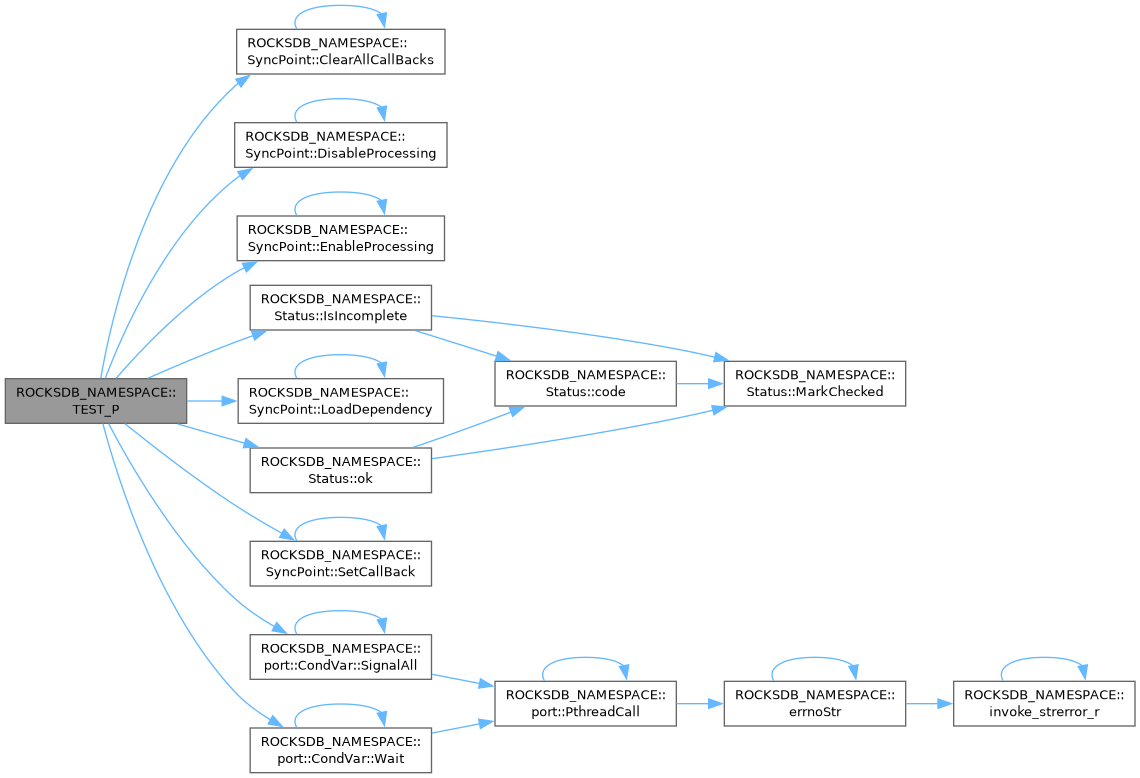 ROCKSDB_NAMESPACE::
SyncPoint::ClearAllCallBacks
ROCKSDB_NAMESPACE::
SyncPoint::DisableProcessing
ROCKSDB_NAMESPACE::
SyncPoint::EnableProcessing
ROCKSDB_NAMESPACE::
Status::IsIncomplete
ROCKSDB_NAMESPACE::
TEST_P
ROCKSDB_NAMESPACE::
SyncPoint::LoadDependency
ROCKSDB_NAMESPACE::
Status::code
ROCKSDB_NAMESPACE::
Status::MarkChecked
ROCKSDB_NAMESPACE::
Status::ok
ROCKSDB_NAMESPACE::
SyncPoint::SetCallBack
ROCKSDB_NAMESPACE::
port::CondVar::SignalAll
ROCKSDB_NAMESPACE::
port::PthreadCall
ROCKSDB_NAMESPACE::
errnoStr
ROCKSDB_NAMESPACE::
invoke_strerror_r
ROCKSDB_NAMESPACE::
port::CondVar::Wait